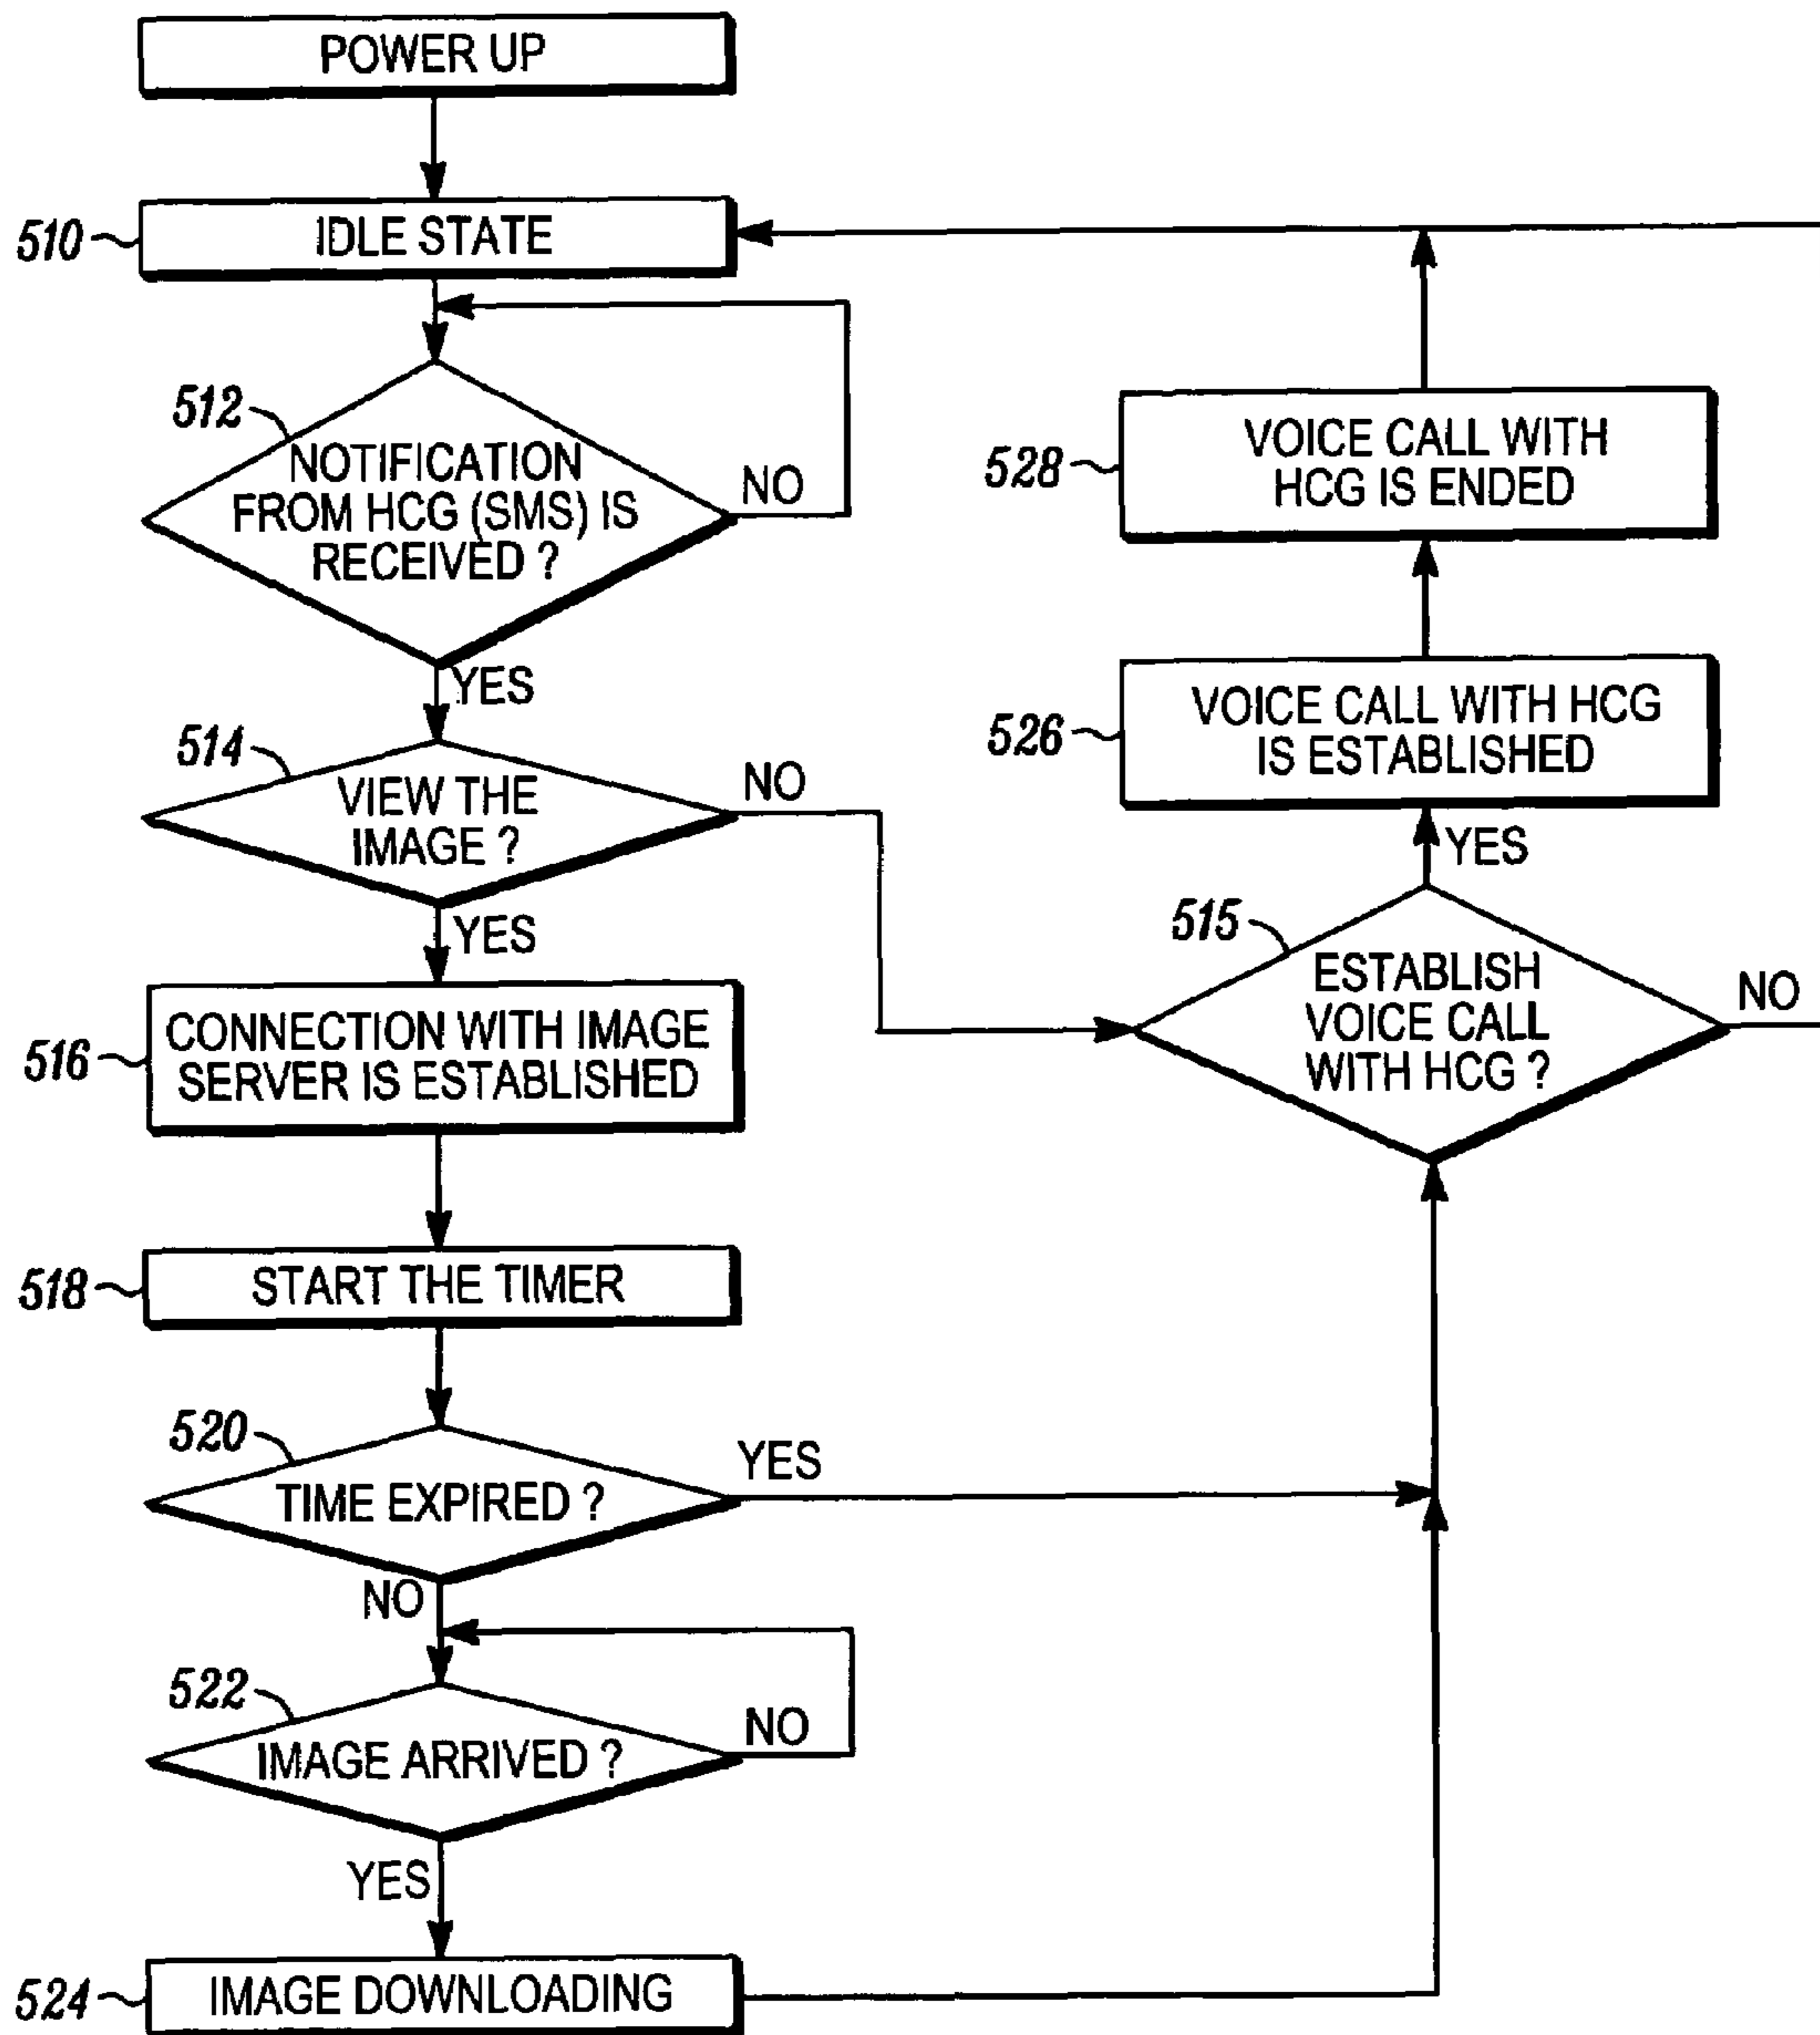 POWER UP
510
IDLE STATE
512
NOTIFICATION
FROM HCG (SMS) IS
RECEIVED ?
NO
YES
514
VIEW THE
IMAGE ?
NO
YES
516
CONNECTION WITH IMAGE
SERVER IS ESTABLISHED
518
START THE TIMER
520
TIME EXPIRED ?
YES
NO
522
IMAGE ARRIVED ?
NO
YES
524
IMAGE DOWNLOADING
528
VOICE CALL WITH
HCG IS ENDED
526
VOICE CALL WITH HCG
IS ESTABLISHED
YES
515
ESTABLISH
VOICE CALL
WITH HCG ?
NO